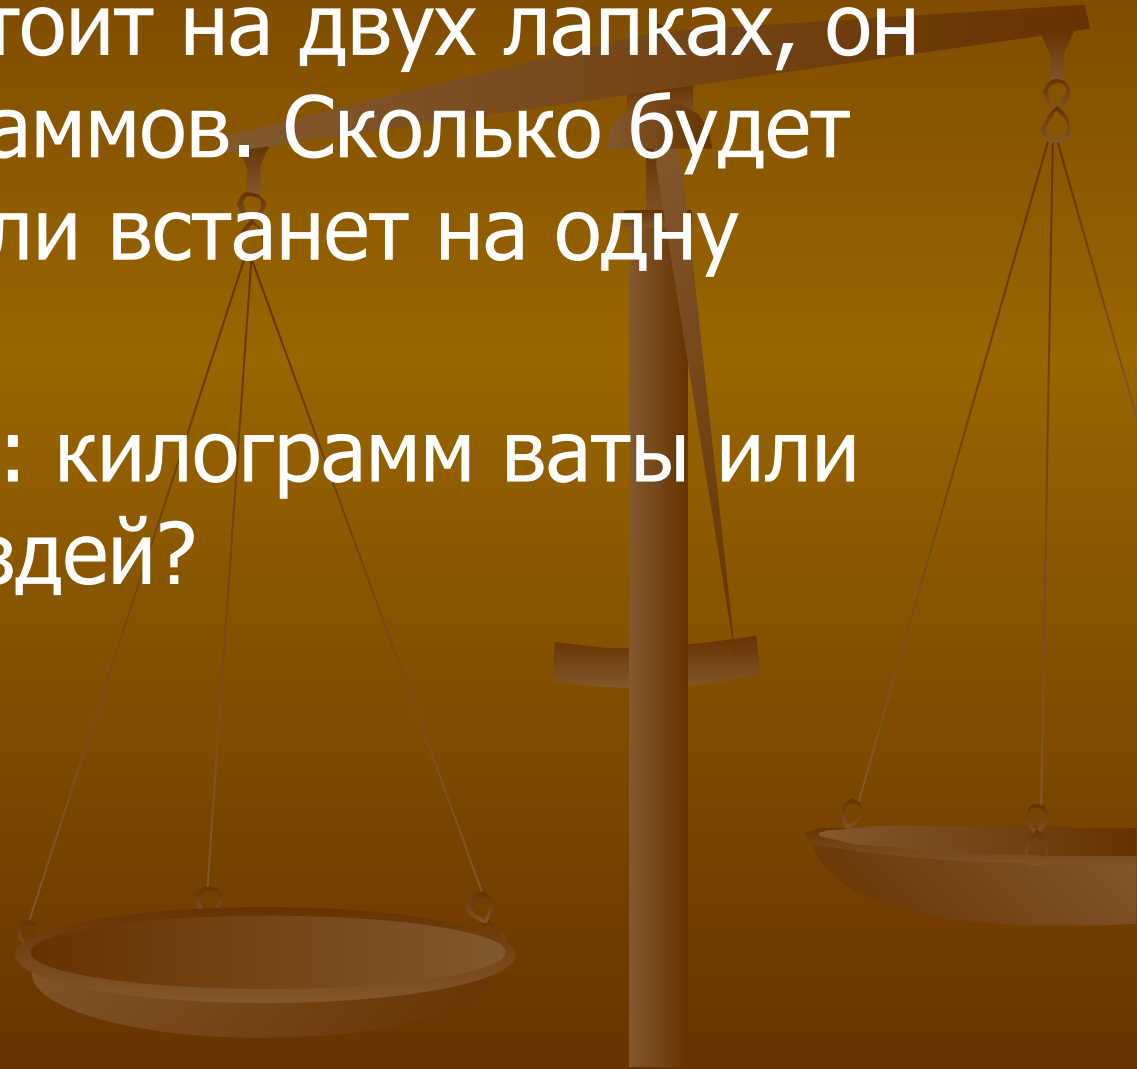 тоит на двух лапках, он
аммов. Сколько будет
ли встанет на одну
: килограмм ваты или
здей?